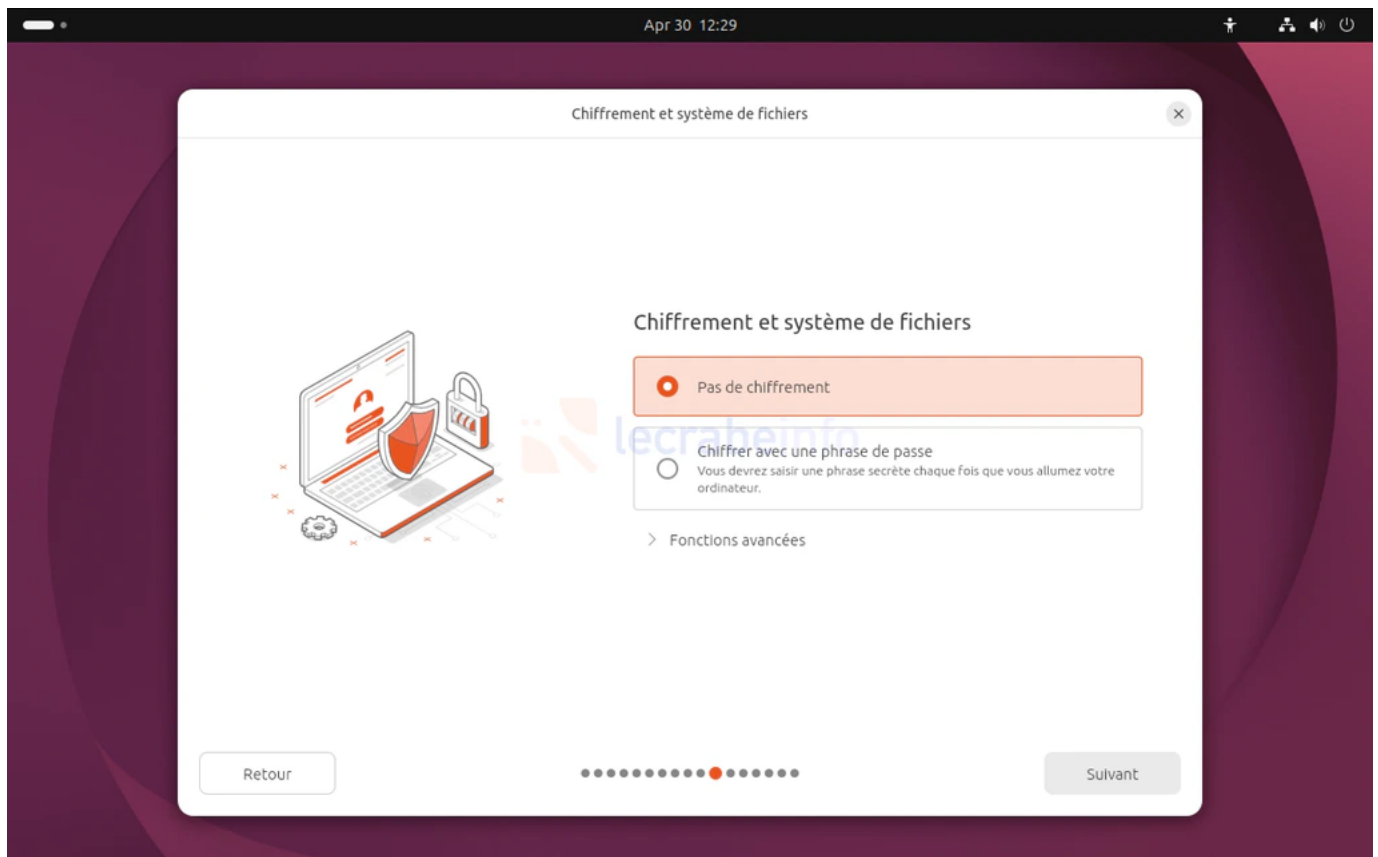 Apr 30 12:29
Chiffrement et système de fichiers
Chiffrement et système de fichiers
Pas de chiffrement
lecrabeinfo
Chiffrer avec une phrase de passe
Vous devrez saisir une phrase secrète chaque fois que vous allumez votre
ordinateur.
Fonctions avancées
Retour
Suivant